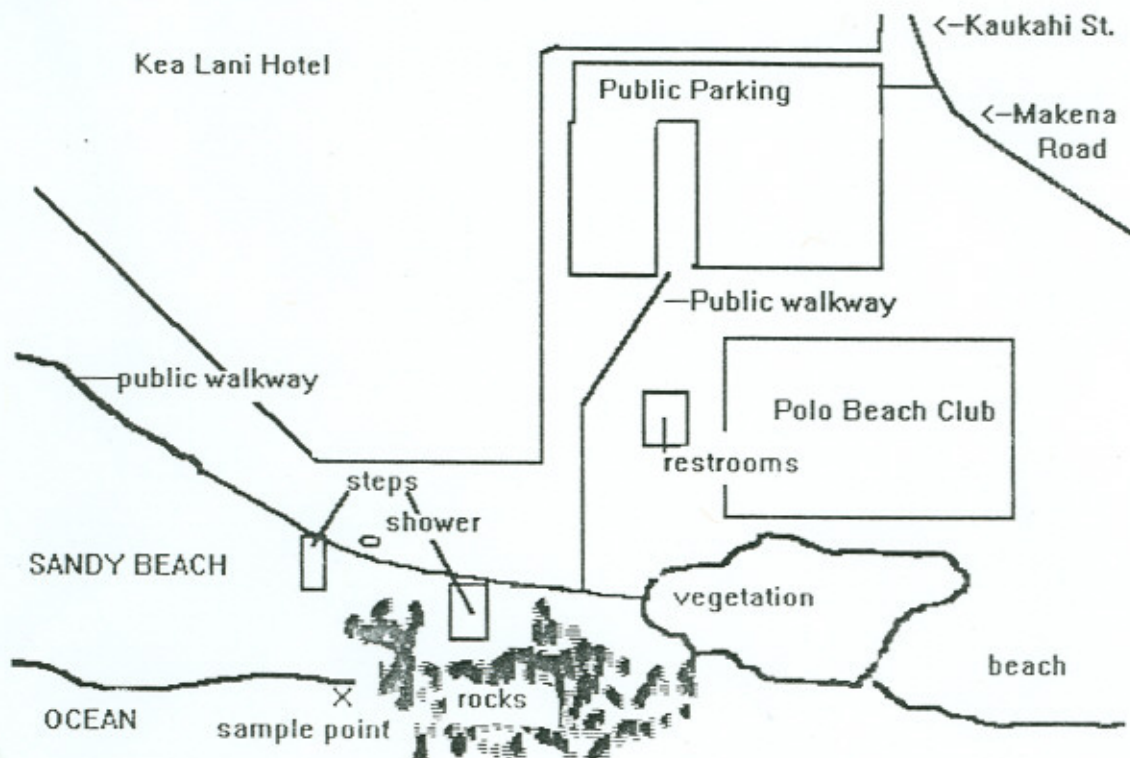 <-Kaukahi St.
Kea Lani Hotel
Public Parking
<-Makena
Road
Public walkway
public walkway
Polo Beach Club
restrooms
steps
shower
SANDY BEACH
vegetation
beach
rocks
OCEAN
sample point